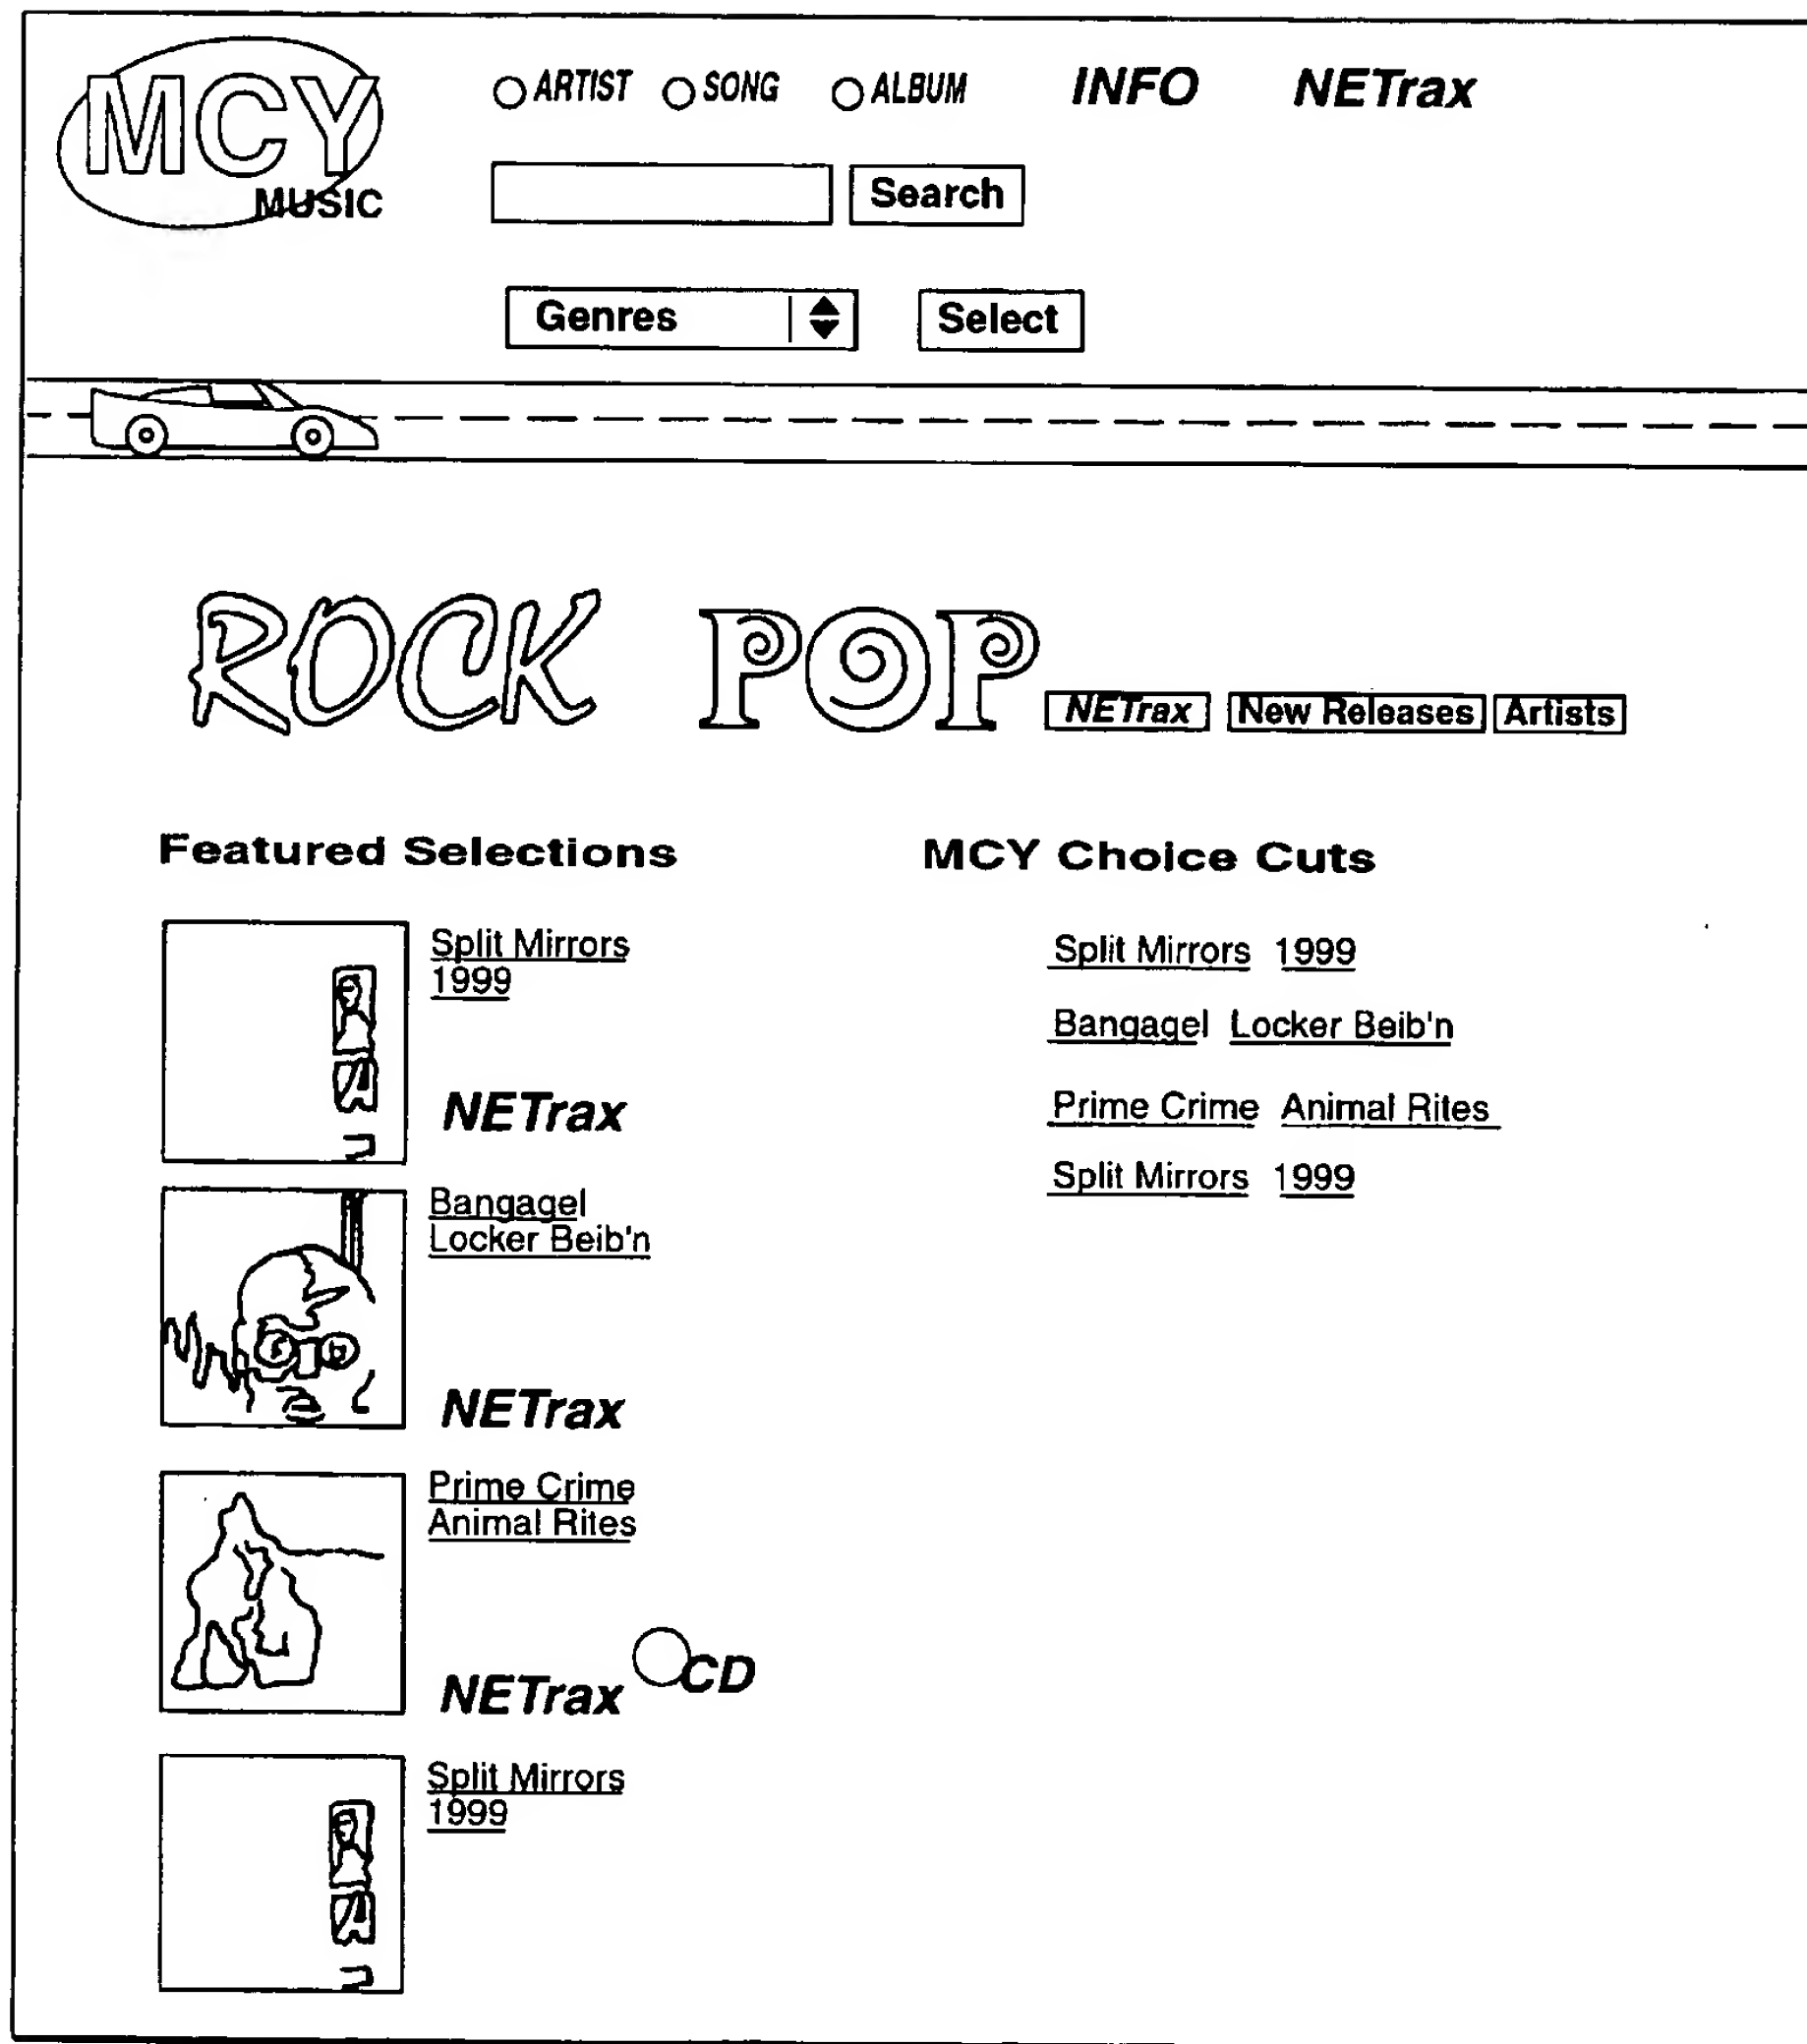 MCY
MUSIC
ARTIST SONG ALBUM INFO NETrax
Search
Genres Select
ROCK POP NETrax New Releases Artists
Featured Selections
Split Mirrors
1999
NETrax
Bangagel
Locker Beib'n
NETrax
Prime Crime
Animal Rites
NETrax CD
Split Mirrors
1999
MCY Choice Cuts
Split Mirrors 1999
Bangagel Locker Beib'n
Prime Crime Animal Rites
Split Mirrors 1999